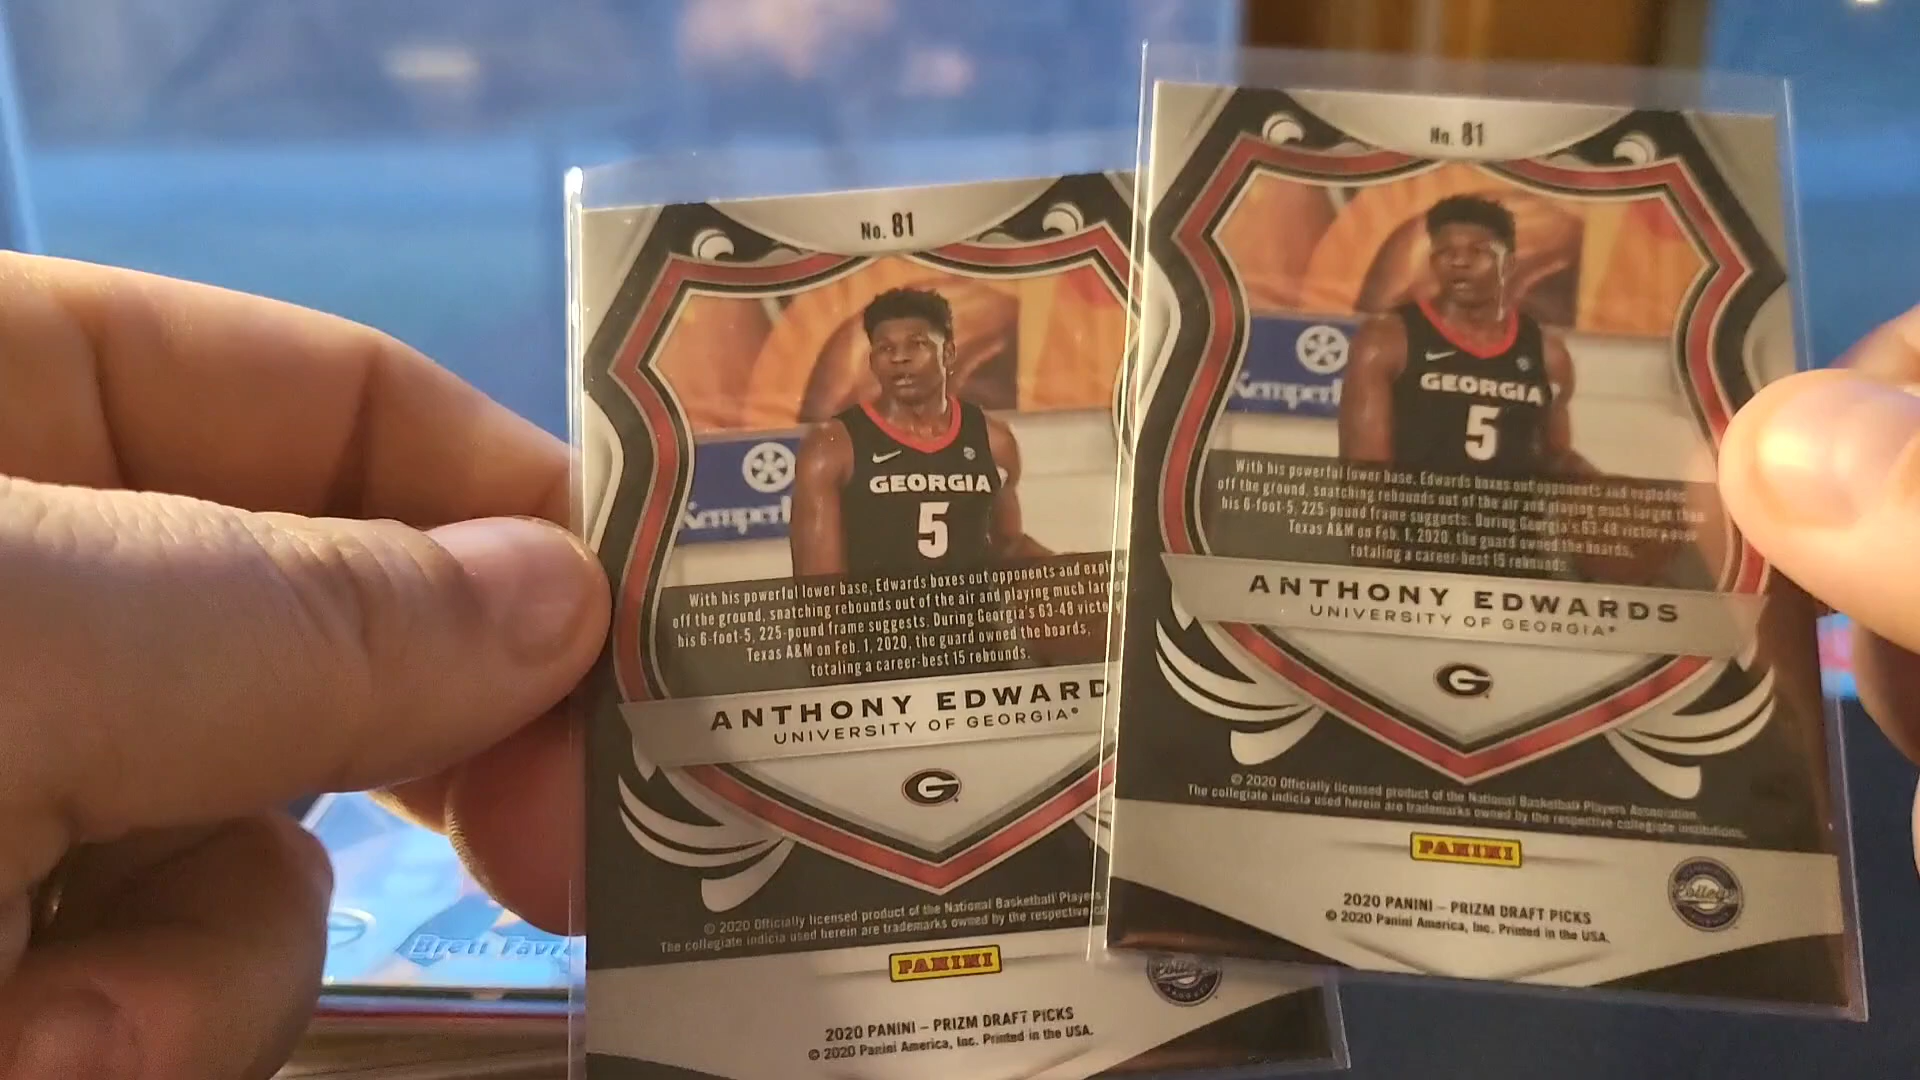 No. 81
Kemper
GEORGIA
5
With his powerful lower base, Edwards boxes out opponents and expl
off the ground, snatching rebounds out of the air and playing much larg
his 6-foot-5, 225-pound frame suggests. During Georgia's 63-48 victo
Texas A&M on Feb. 1, 2020, the guard owned the boards,
totaling a career-best 15 rebounds.
ANTHONY EDWARD
UNIVERSITY OF GEORGIA®
G
© 2020 Officially licensed product of the National Basketball Players
The collegiate indicia used herein are trademarks owned by the respective co
PANINI
2020 PANINI – PRIZM DRAFT PICKS
© 2020 Panini America, Inc. Printed in the USA.
No. 81
Kemper
GEORGIA
5
With his powerful lower base, Edwards boxes out opponents and explodes
off the ground, snatching rebounds out of the air and playing much larger than
his 6-foot-5, 225-pound frame suggests. During Georgia's 63-48 victory over
Texas A&M on Feb. 1, 2020, the guard owned the boards,
totaling a career-best 15 rebounds.
ANTHONY EDWARDS
UNIVERSITY OF GEORGIA®
G
© 2020 Officially licensed product of the National Basketball Players Association.
The collegiate indicia used herein are trademarks owned by the respective collegiate institutions.
PANINI
College
2020 PANINI – PRIZM DRAFT PICKS
© 2020 Panini America, Inc. Printed in the USA.
Brett Favre